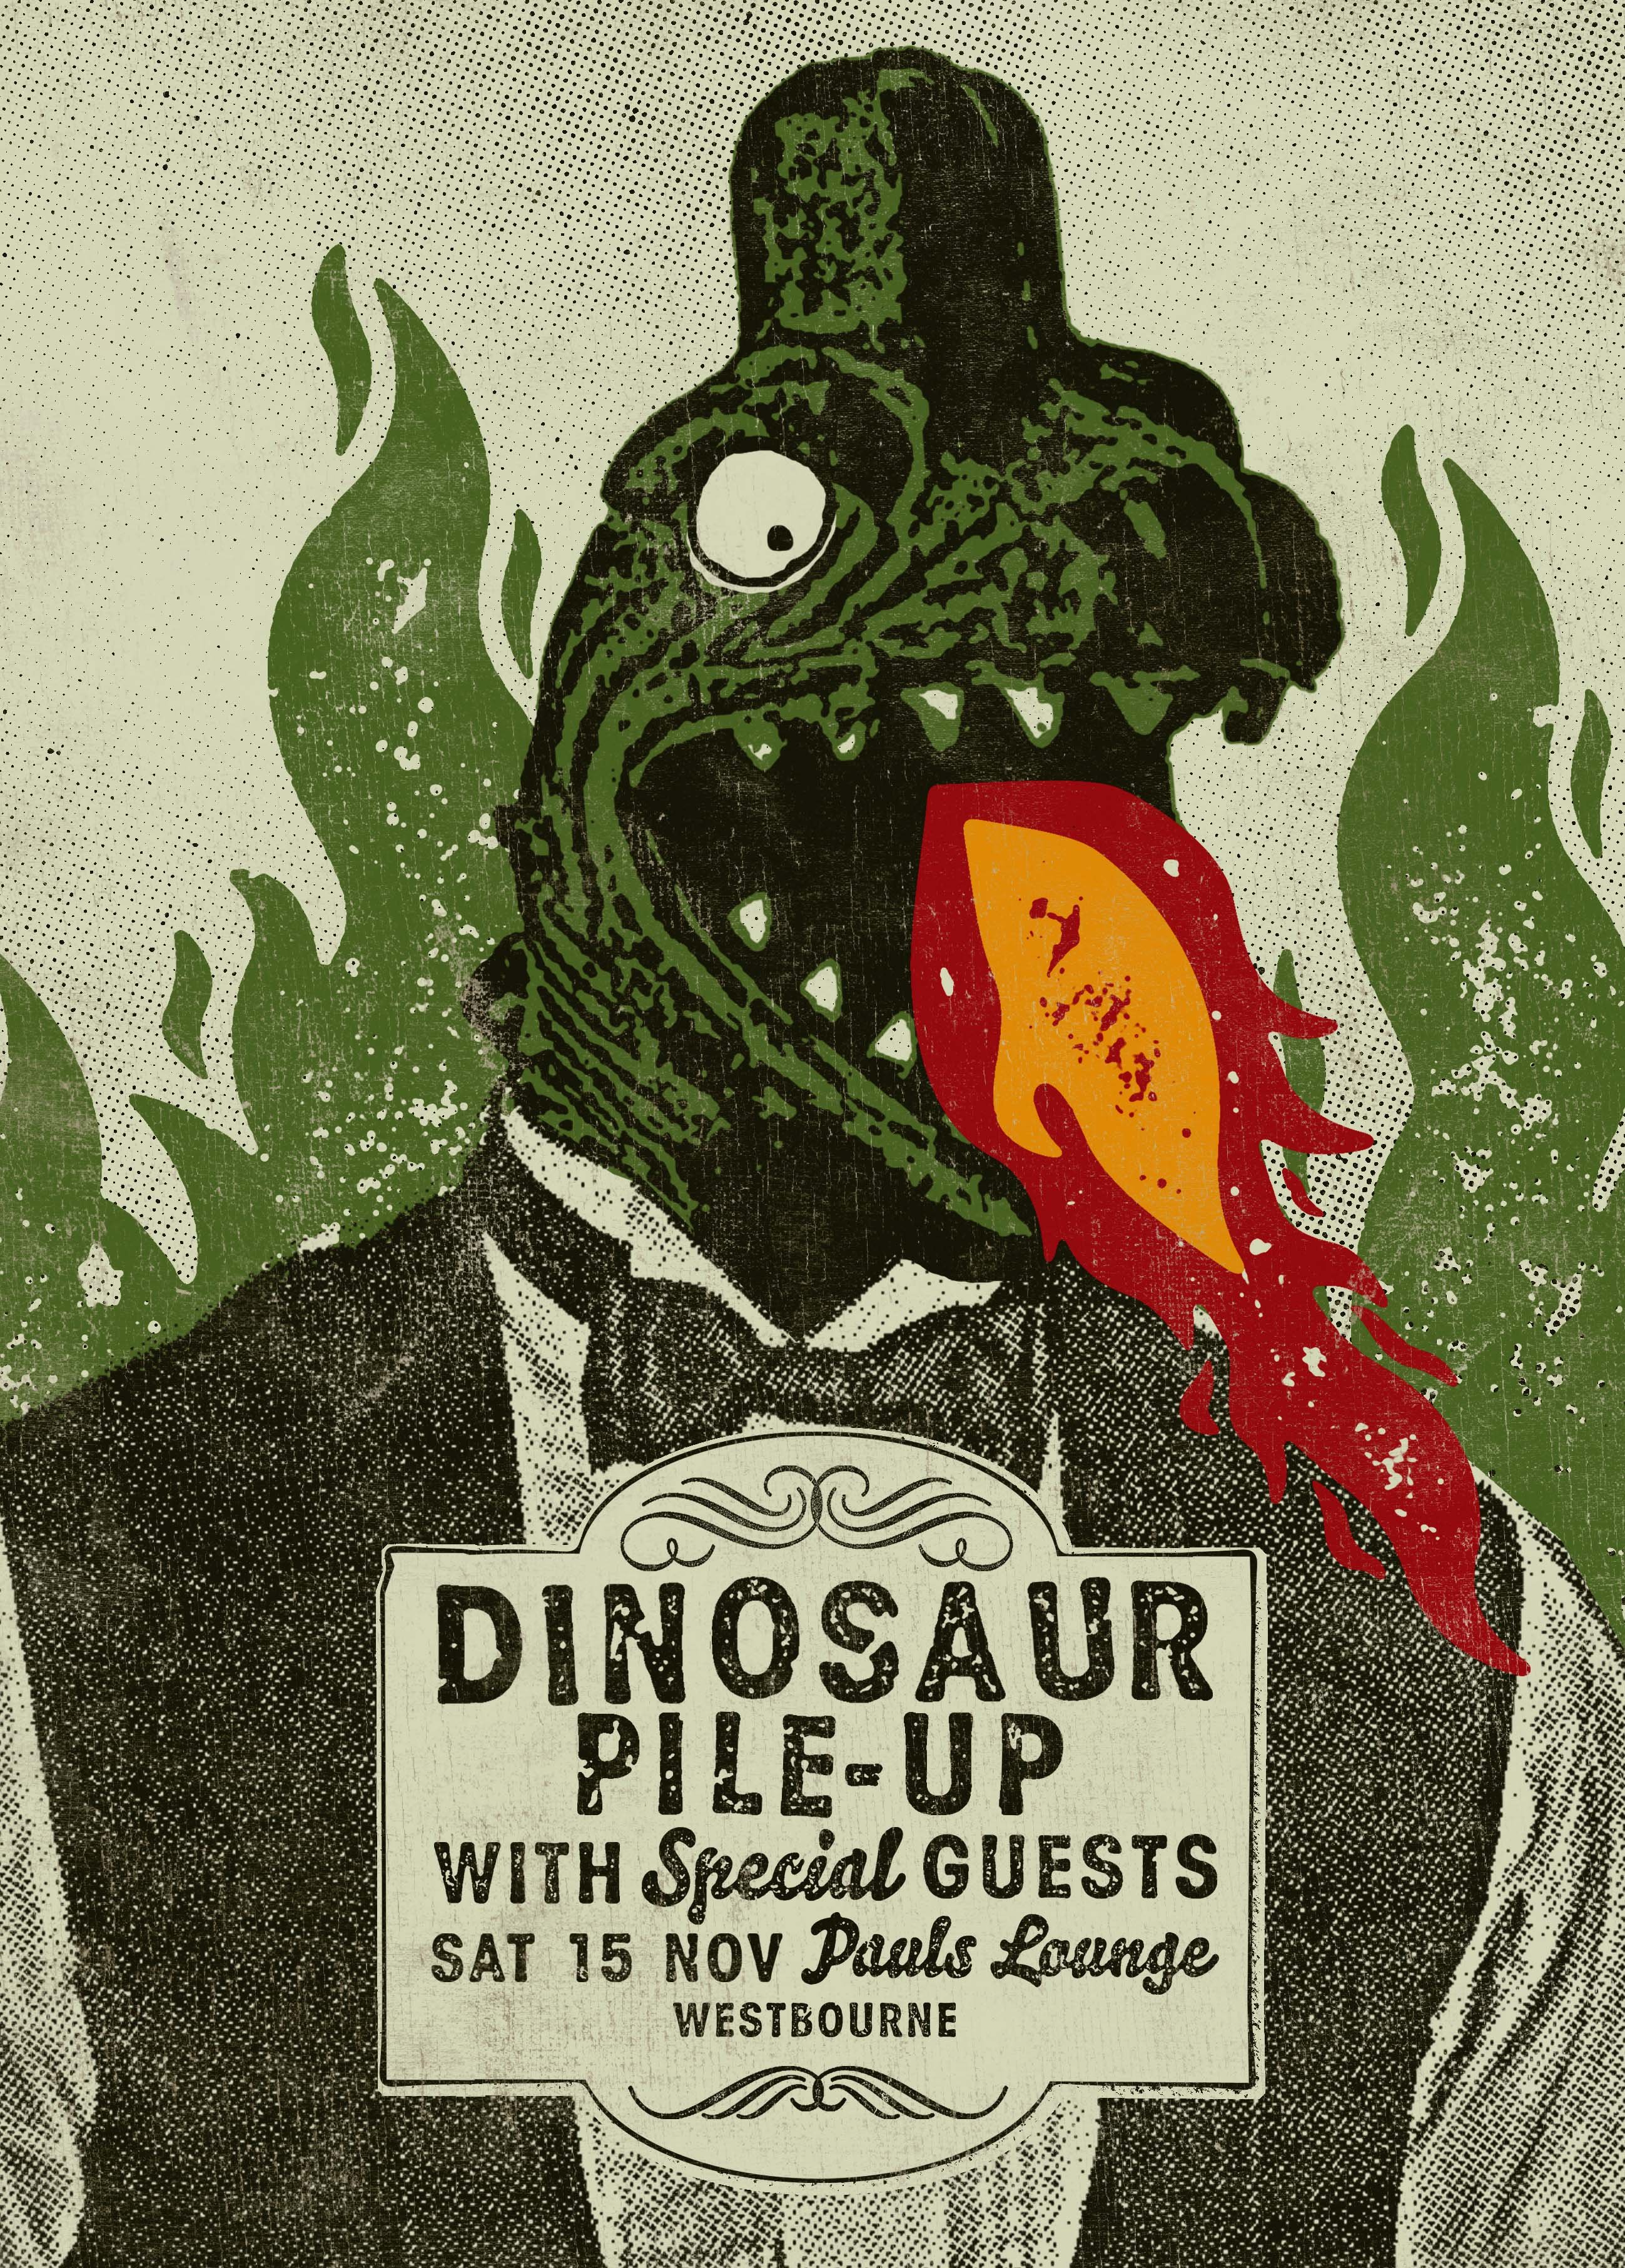 DINOSAUR
PILE-UP
WITH Special GUESTS
SAT 15 NOV Pauls Lounge
WESTBOURNE